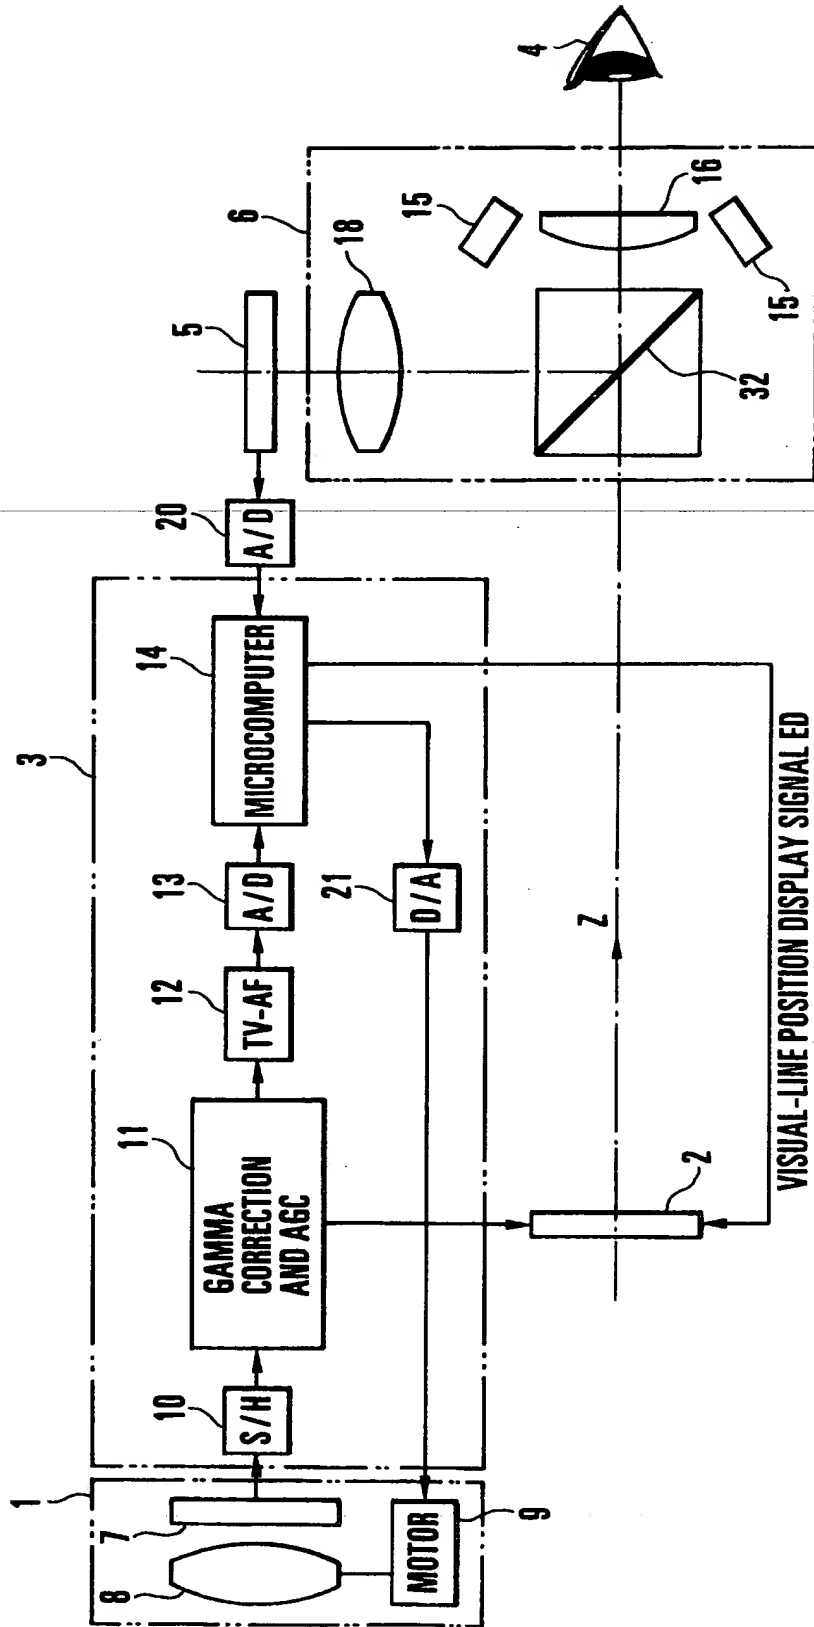 1
7
8
MOTOR
9
3
10
S/H
11
GAMMA
CORRECTION
AND AGC
12
TV-AF
13
A/D
14
MICROCOMPUTER
20
A/D
21
D/A
5
6
18
15
16
15
32
4
Z
2
VISUAL-LINE POSITION DISPLAY SIGNAL ED